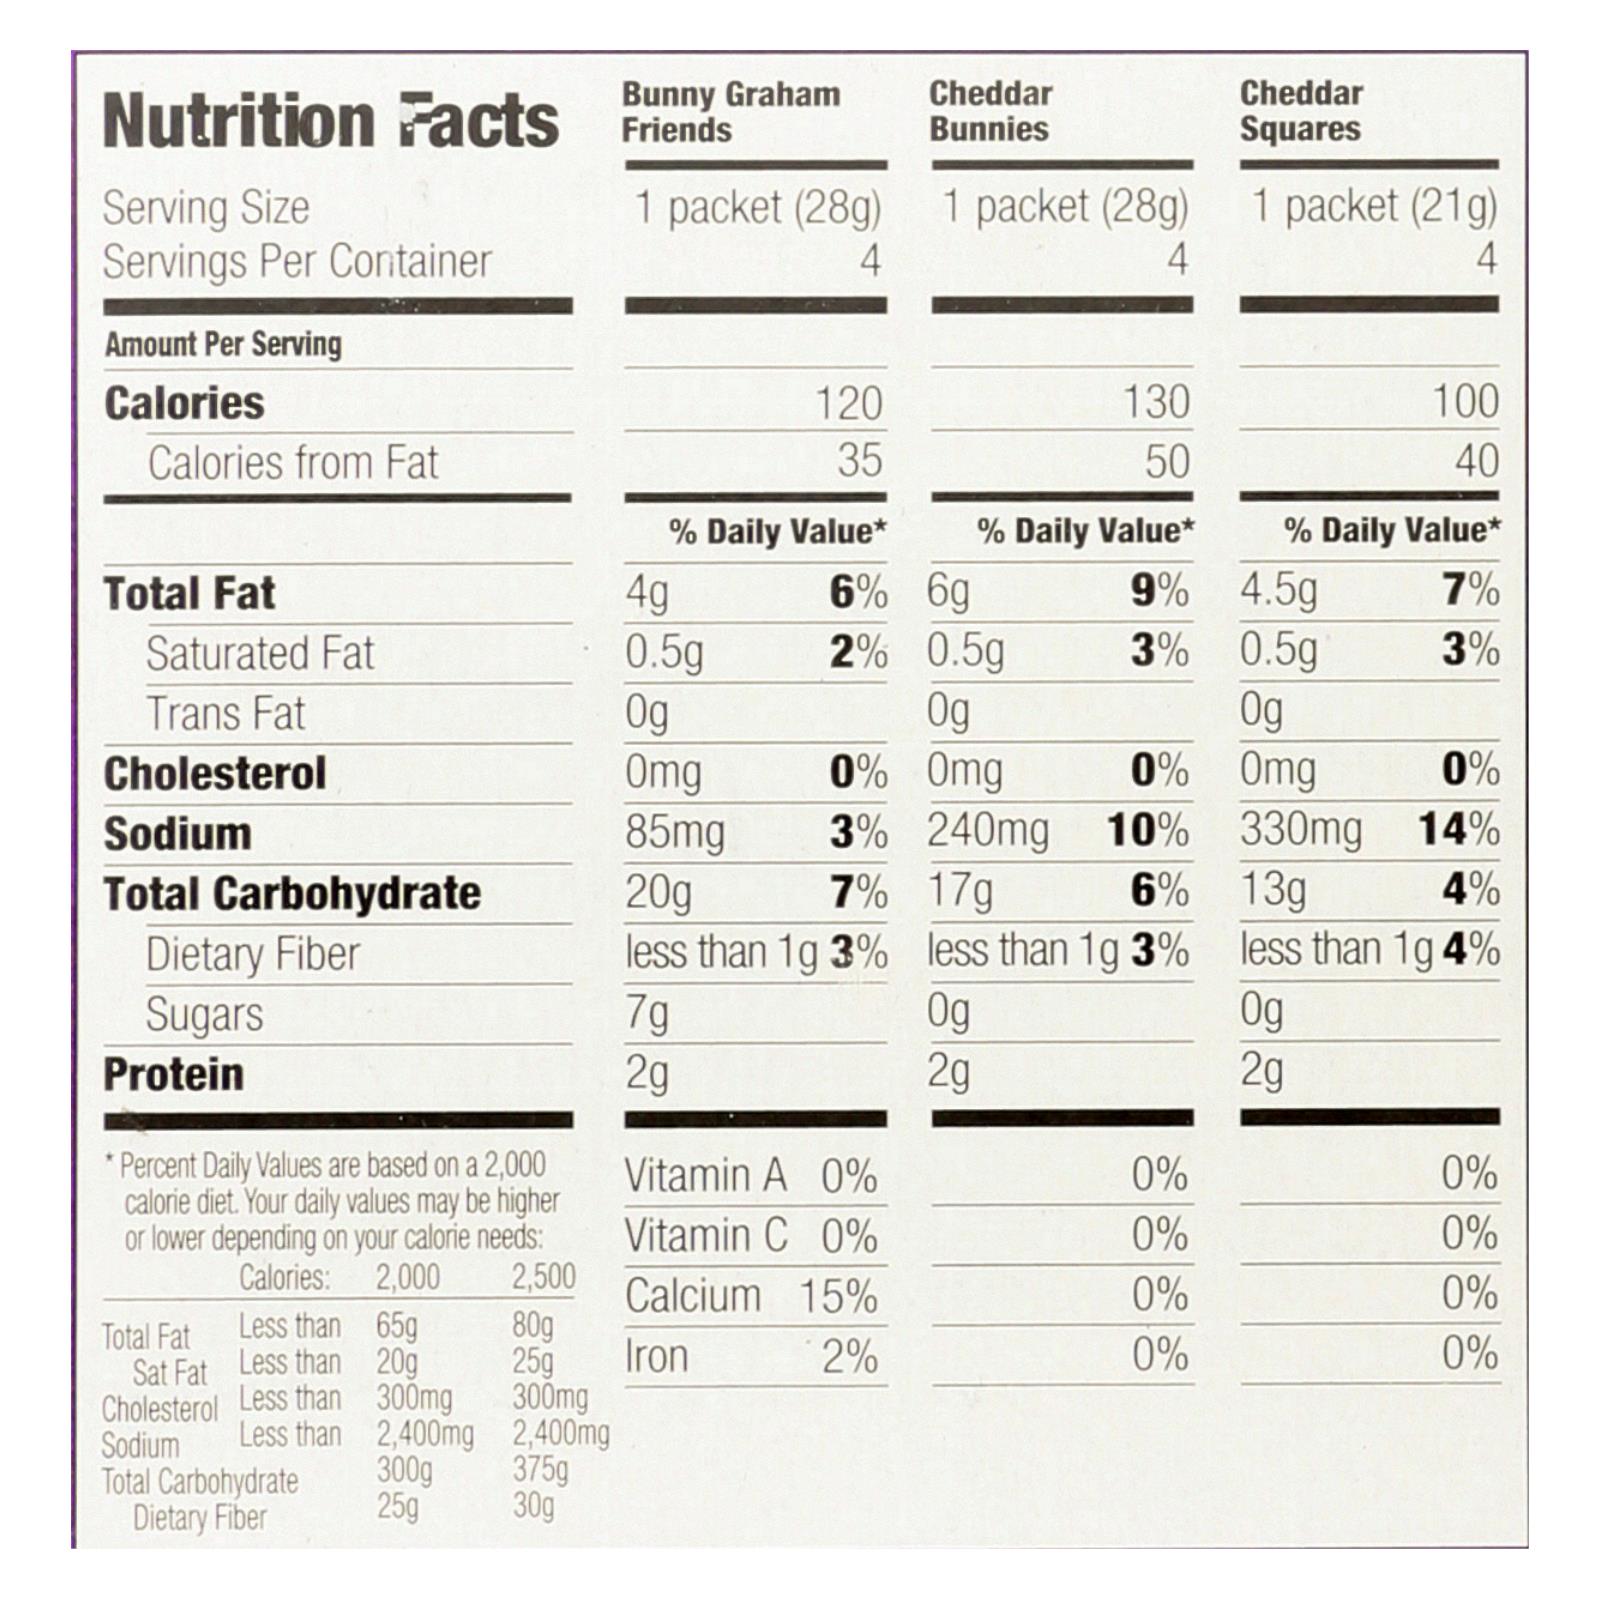 Nutrition Facts Bunny Graham Friends Cheddar Bunnies Cheddar Squares
Serving Size 1 packet (28g) 1 packet (28g) 1 packet (21g)
Servings Per Container 4 4 4
Amount Per Serving
Calories 120 130 100
Calories from Fat 35 50 40
% Daily Value* % Daily Value* % Daily Value*
Total Fat 4g 6% 6g 9% 4.5g 7%
Saturated Fat 0.5g 2% 0.5g 3% 0.5g 3%
Trans Fat 0g 0g 0g
Cholesterol 0mg 0% 0mg 0% 0mg 0%
Sodium 85mg 3% 240mg 10% 330mg 14%
Total Carbohydrate 20g 7% 17g 6% 13g 4%
Dietary Fiber less than 1g 3% less than 1g 3% less than 1g 4%
Sugars 7g 0g 0g
Protein 2g 2g 2g
* Percent Daily Values are based on a 2,000
calorie diet. Your daily values may be higher
or lower depending on your calorie needs:
Calories: 2,000 2,500
Total Fat Less than 65g 80g
Sat Fat Less than 20g 25g
Cholesterol Less than 300mg 300mg
Sodium Less than 2,400mg 2,400mg
Total Carbohydrate 300g 375g
Dietary Fiber 25g 30g
Vitamin A 0% 0% 0%
Vitamin C 0% 0% 0%
Calcium 15% 0% 0%
Iron 2% 0% 0%